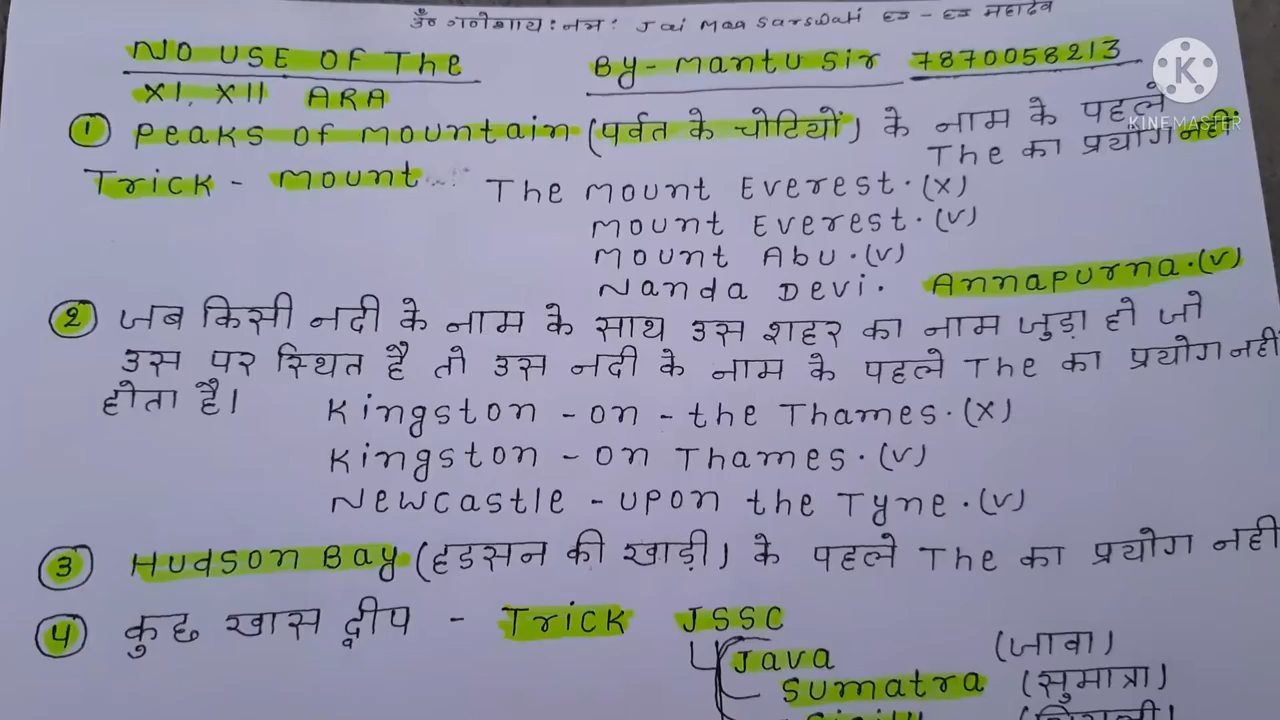 ॐ गणेशाय: नम: Jai Maa Sarswati हर - हर महादेव
NO USE OF The By- Mantu Sir 7870058213
XI, XII ARA
① Peaks of Mountain (पर्वत के चोटियों) के नाम के पहले
The का प्रयोग नहीं
Trick - Mount The Mount Everest. (x)
Mount Everest. (v)
Mount Abu. (v)
Nanda Devi. Annapurna. (v)
② जब किसी नदी के नाम के साथ उस शहर का नाम जुड़ा हो जो
उस पर स्थित है तो उस नदी के नाम के पहले The का प्रयोग नहीं
होता है। Kingston - on - the Thames. (x)
Kingston - on Thames. (v)
Newcastle - upon the Tyne. (v)
③ Hudson Bay (हडसन की खाड़ी) के पहले The का प्रयोग नहीं
④ कुछ खास द्वीप - Trick JSSC
Java (जावा)
Sumatra (सुमात्रा)
K
KINEMASTER